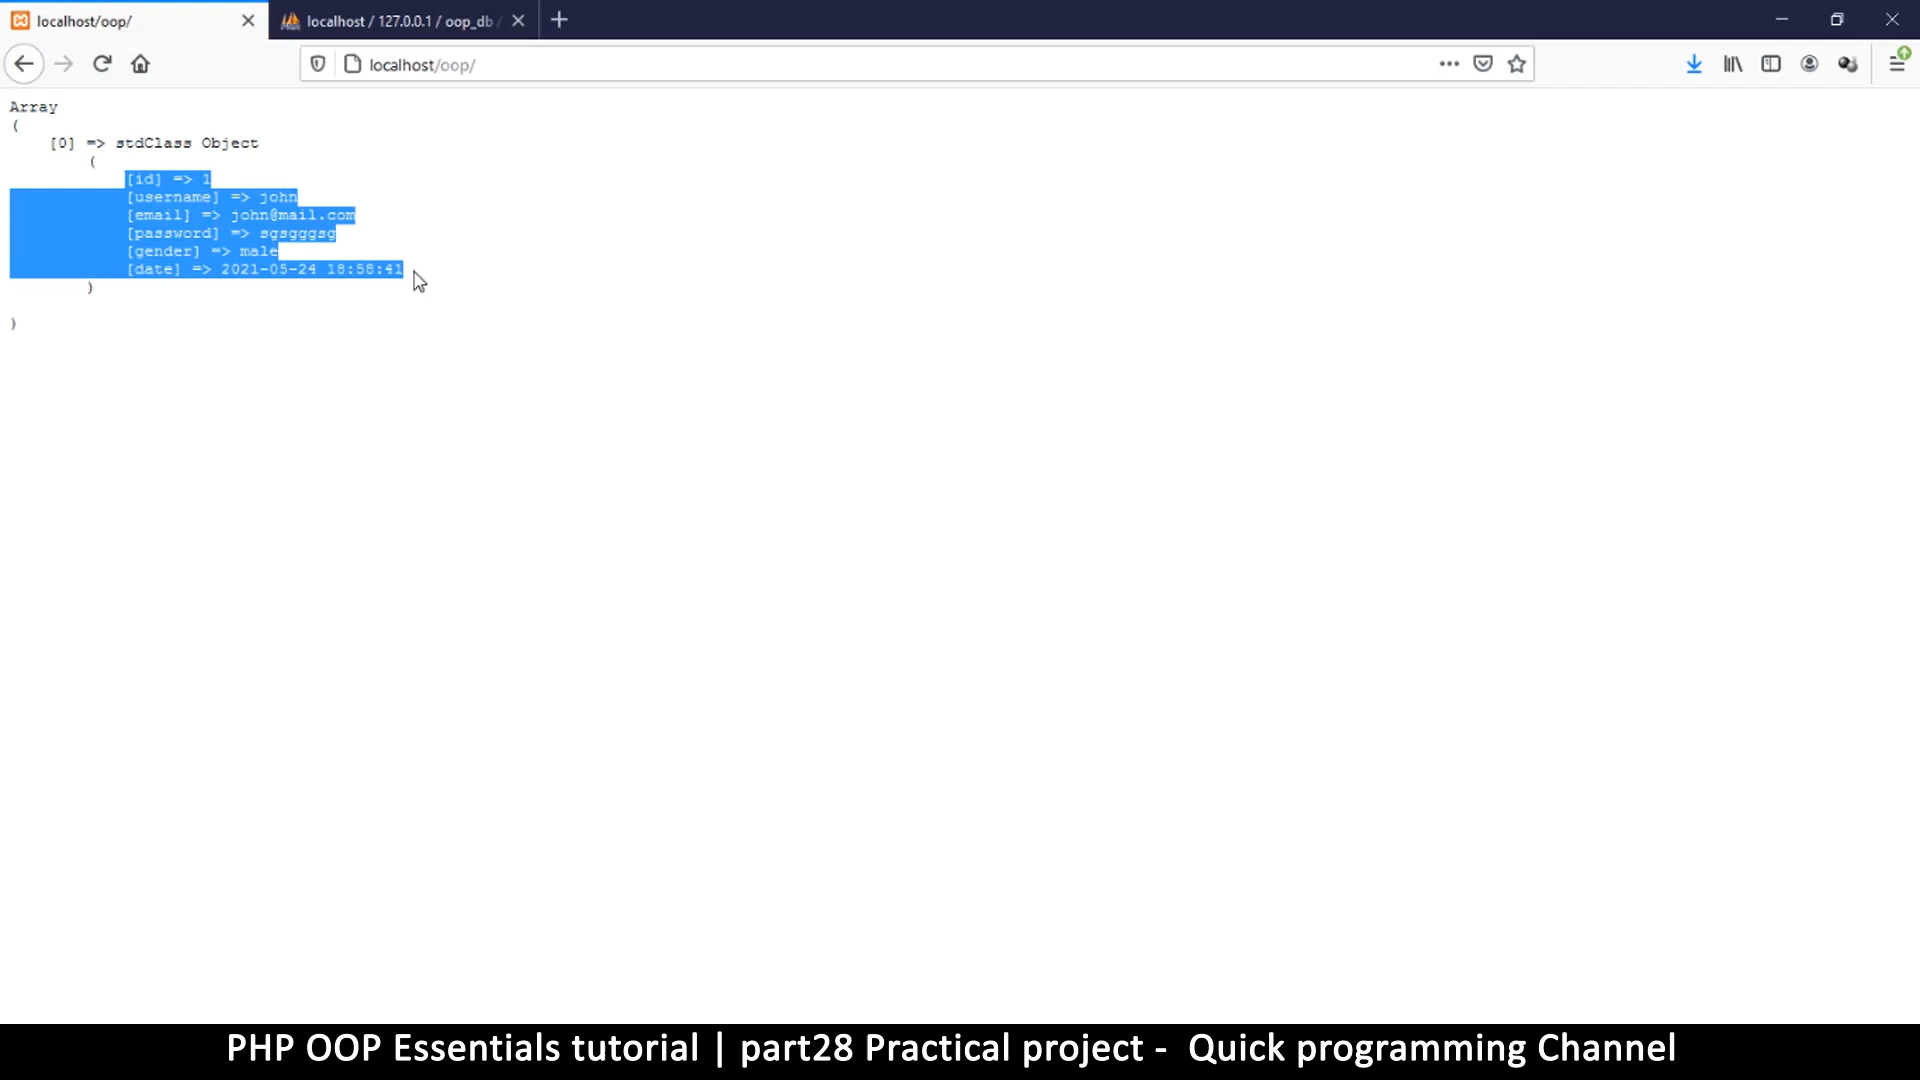 localhost/oop/
localhost / 127.0.0.1 / oop_db /
localhost/oop/
Array
(
[0] => stdClass Object
(
[id] => 1
[username] => john
[email] => john@mail.com
[password] => sgsgggsg
[gender] => male
[date] => 2021-05-24 18:58:41
)
)
PHP OOP Essentials tutorial | part28 Practical project - Quick programming Channel